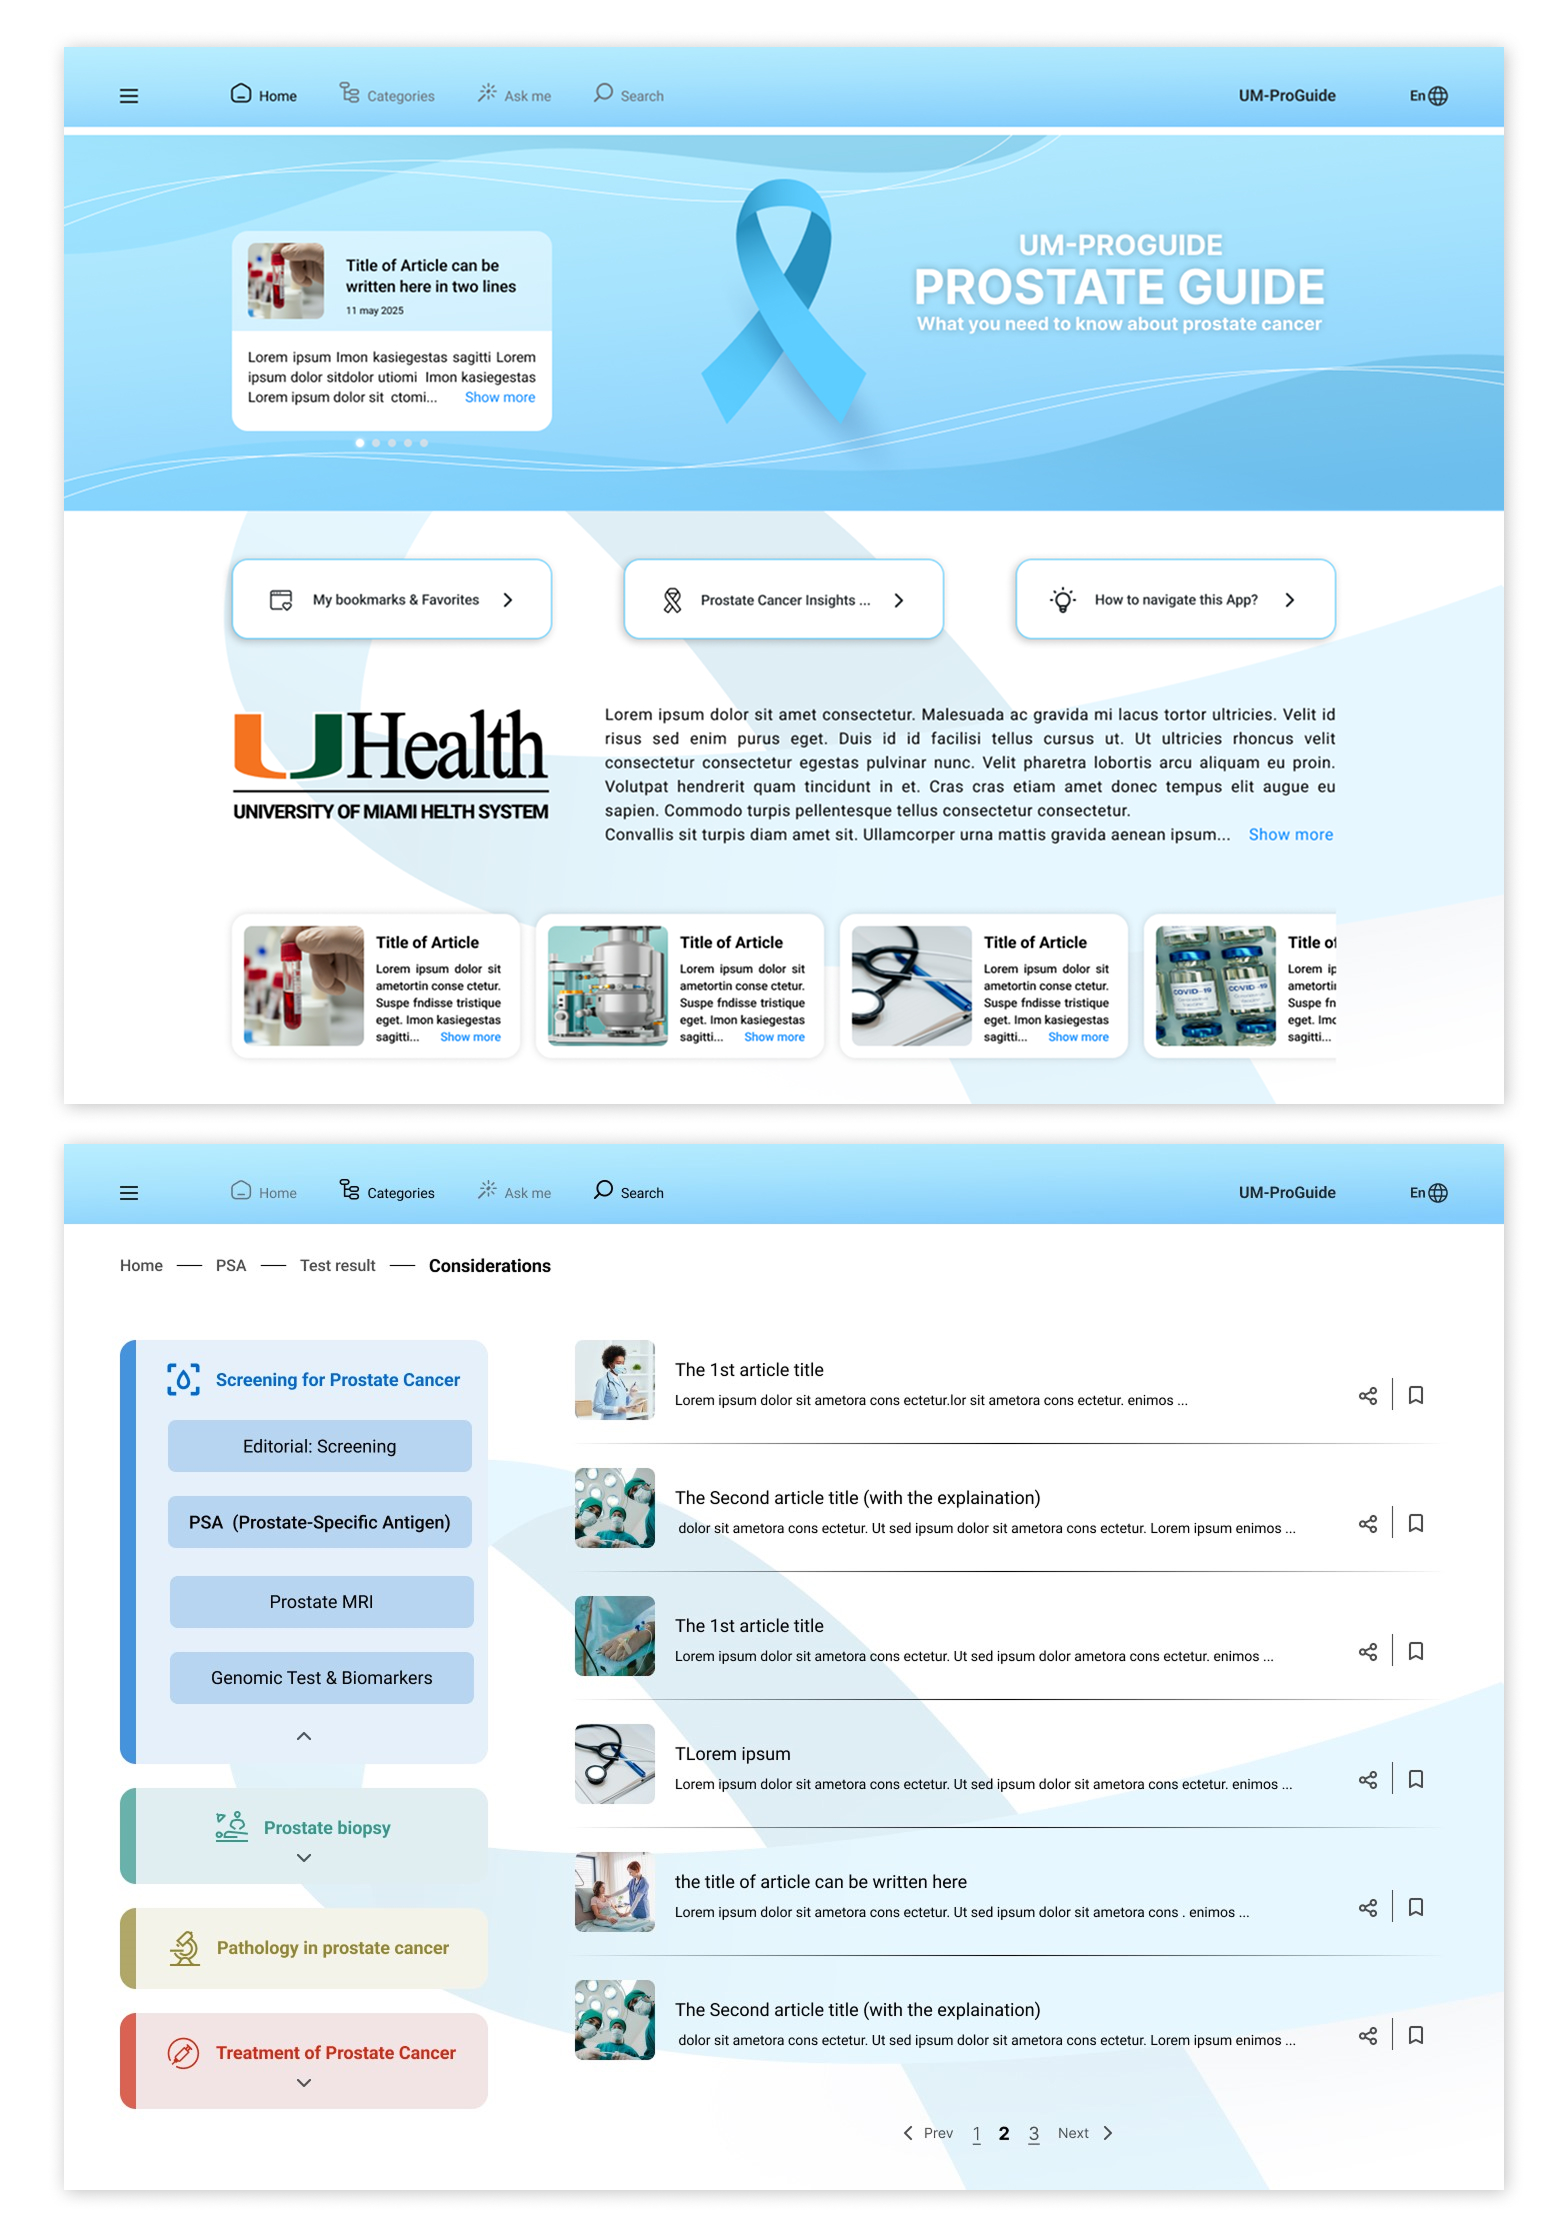 Home
Categories
Ask me
Search
UM-ProGuide
En
Title of Article can be
written here in two lines
11 may 2025
Lorem ipsum Imon kasiegestas sagitti Lorem
ipsum dolor sitdolor utiomi Imon kasiegestas
Lorem ipsum dolor sit ctomi... Show more
UM-PROGUIDE
PROSTATE GUIDE
What you need to know about prostate cancer
My bookmarks & Favorites
Prostate Cancer Insights ...
How to navigate this App?
UHealth
UNIVERSITY OF MIAMI HELTH SYSTEM
Lorem ipsum dolor sit amet consectetur. Malesuada ac gravida mi lacus tortor ultricies. Velit id
risus sed enim purus eget. Duis id id facilisi tellus cursus ut. Ut ultricies rhoncus velit
consectetur consectetur egestas pulvinar nunc. Velit pharetra lobortis arcu aliquam eu proin.
Volutpat hendrerit quam tincidunt in et. Cras cras etiam amet donec tempus elit augue eu
sapien. Commodo turpis pellentesque tellus consectetur consectetur.
Convallis sit turpis diam amet sit. Ullamcorper urna mattis gravida aenean ipsum... Show more
Title of Article
Lorem ipsum dolor sit
ametortin conse ctetur.
Suspe fndisse tristique
eget. Imon kasiegestas
sagitti... Show more
Title of Article
Lorem ipsum dolor sit
ametortin conse ctetur.
Suspe fndisse tristique
eget. Imon kasiegestas
sagitti... Show more
Title of Article
Lorem ipsum dolor sit
ametortin conse ctetur.
Suspe fndisse tristique
eget. Imon kasiegestas
sagitti... Show more
COVID-19
COVID-19
Title of
Lorem ip
ametortin
Suspe fn
eget. Imo
sagitti...
Home
Categories
Ask me
Search
UM-ProGuide
En
Home — PSA — Test result — Considerations
Screening for Prostate Cancer
Editorial: Screening
PSA (Prostate-Specific Antigen)
Prostate MRI
Genomic Test & Biomarkers
Prostate biopsy
Pathology in prostate cancer
Treatment of Prostate Cancer
The 1st article title
Lorem ipsum dolor sit ametora cons ectetur.lor sit ametora cons ectetur. enimos ...
The Second article title (with the explaination)
dolor sit ametora cons ectetur. Ut sed ipsum dolor sit ametora cons ectetur. Lorem ipsum enimos ...
The 1st article title
Lorem ipsum dolor sit ametora cons ectetur. Ut sed ipsum dolor ametora cons ectetur. enimos ...
TLorem ipsum
Lorem ipsum dolor sit ametora cons ectetur. Ut sed ipsum dolor sit ametora cons ectetur. enimos ...
the title of article can be written here
Lorem ipsum dolor sit ametora cons ectetur. Ut sed ipsum dolor sit ametora cons . enimos ...
The Second article title (with the explaination)
dolor sit ametora cons ectetur. Ut sed ipsum dolor sit ametora cons ectetur. Lorem ipsum enimos ...
Prev 1 2 3 Next